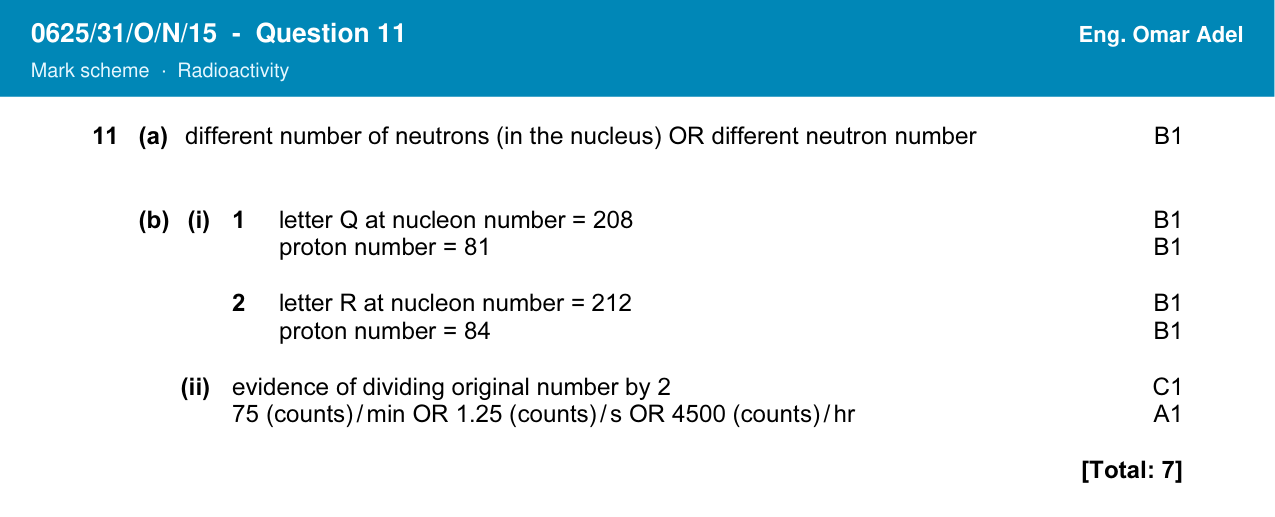 0625/31/O/N/15 - Question 11
Eng. Omar Adel
Mark scheme · Radioactivity
11 (a) different number of neutrons (in the nucleus) OR different neutron number B1
(b) (i) 1 letter Q at nucleon number = 208 B1
proton number = 81 B1
2 letter R at nucleon number = 212 B1
proton number = 84 B1
(ii) evidence of dividing original number by 2 C1
75 (counts)/min OR 1.25 (counts)/s OR 4500 (counts)/hr A1
[Total: 7]